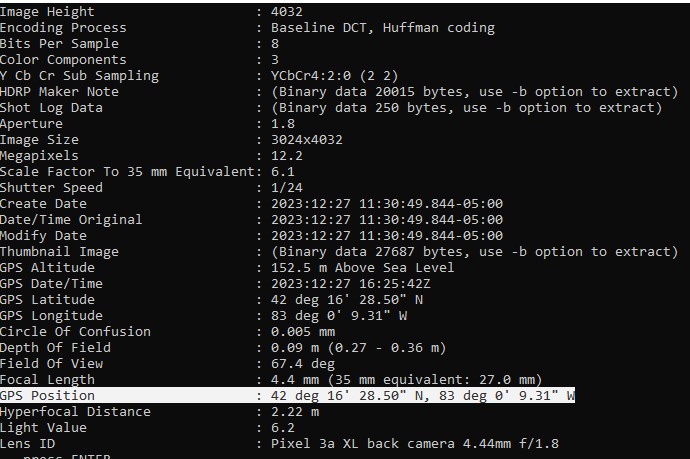 Image Height : 4032
Encoding Process : Baseline DCT, Huffman coding
Bits Per Sample : 8
Color Components : 3
Y Cb Cr Sub Sampling : YCbCr4:2:0 (2 2)
HDRP Maker Note : (Binary data 20015 bytes, use -b option to extract)
Shot Log Data : (Binary data 250 bytes, use -b option to extract)
Aperture : 1.8
Image Size : 3024x4032
Megapixels : 12.2
Scale Factor To 35 mm Equivalent: 6.1
Shutter Speed : 1/24
Create Date : 2023:12:27 11:30:49.844-05:00
Date/Time Original : 2023:12:27 11:30:49.844-05:00
Modify Date : 2023:12:27 11:30:49.844-05:00
Thumbnail Image : (Binary data 27687 bytes, use -b option to extract)
GPS Altitude : 152.5 m Above Sea Level
GPS Date/Time : 2023:12:27 16:25:42Z
GPS Latitude : 42 deg 16' 28.50" N
GPS Longitude : 83 deg 0' 9.31" W
Circle Of Confusion : 0.005 mm
Depth Of Field : 0.09 m (0.27 - 0.36 m)
Field Of View : 67.4 deg
Focal Length : 4.4 mm (35 mm equivalent: 27.0 mm)
GPS Position : 42 deg 16' 28.50" N, 83 deg 0' 9.31" W
Hyperfocal Distance : 2.22 m
Light Value : 6.2
Lens ID : Pixel 3a XL back camera 4.44mm f/1.8
-- press ENTER --